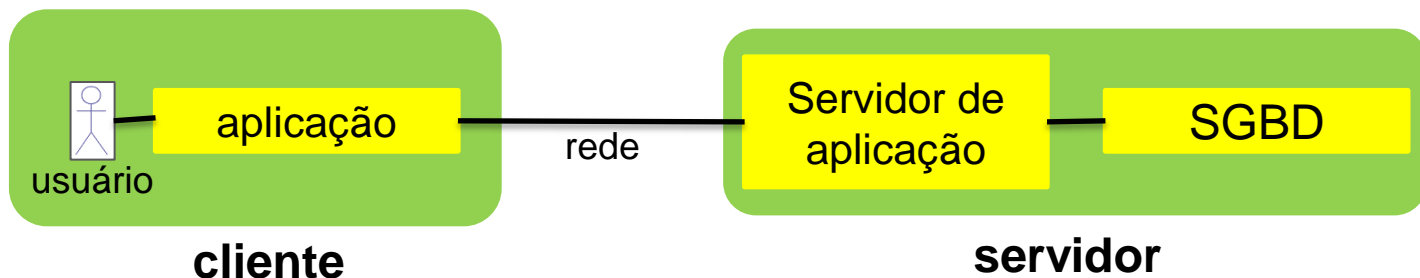 usuário
aplicação
rede
Servidor de
aplicação
SGBD
cliente
servidor